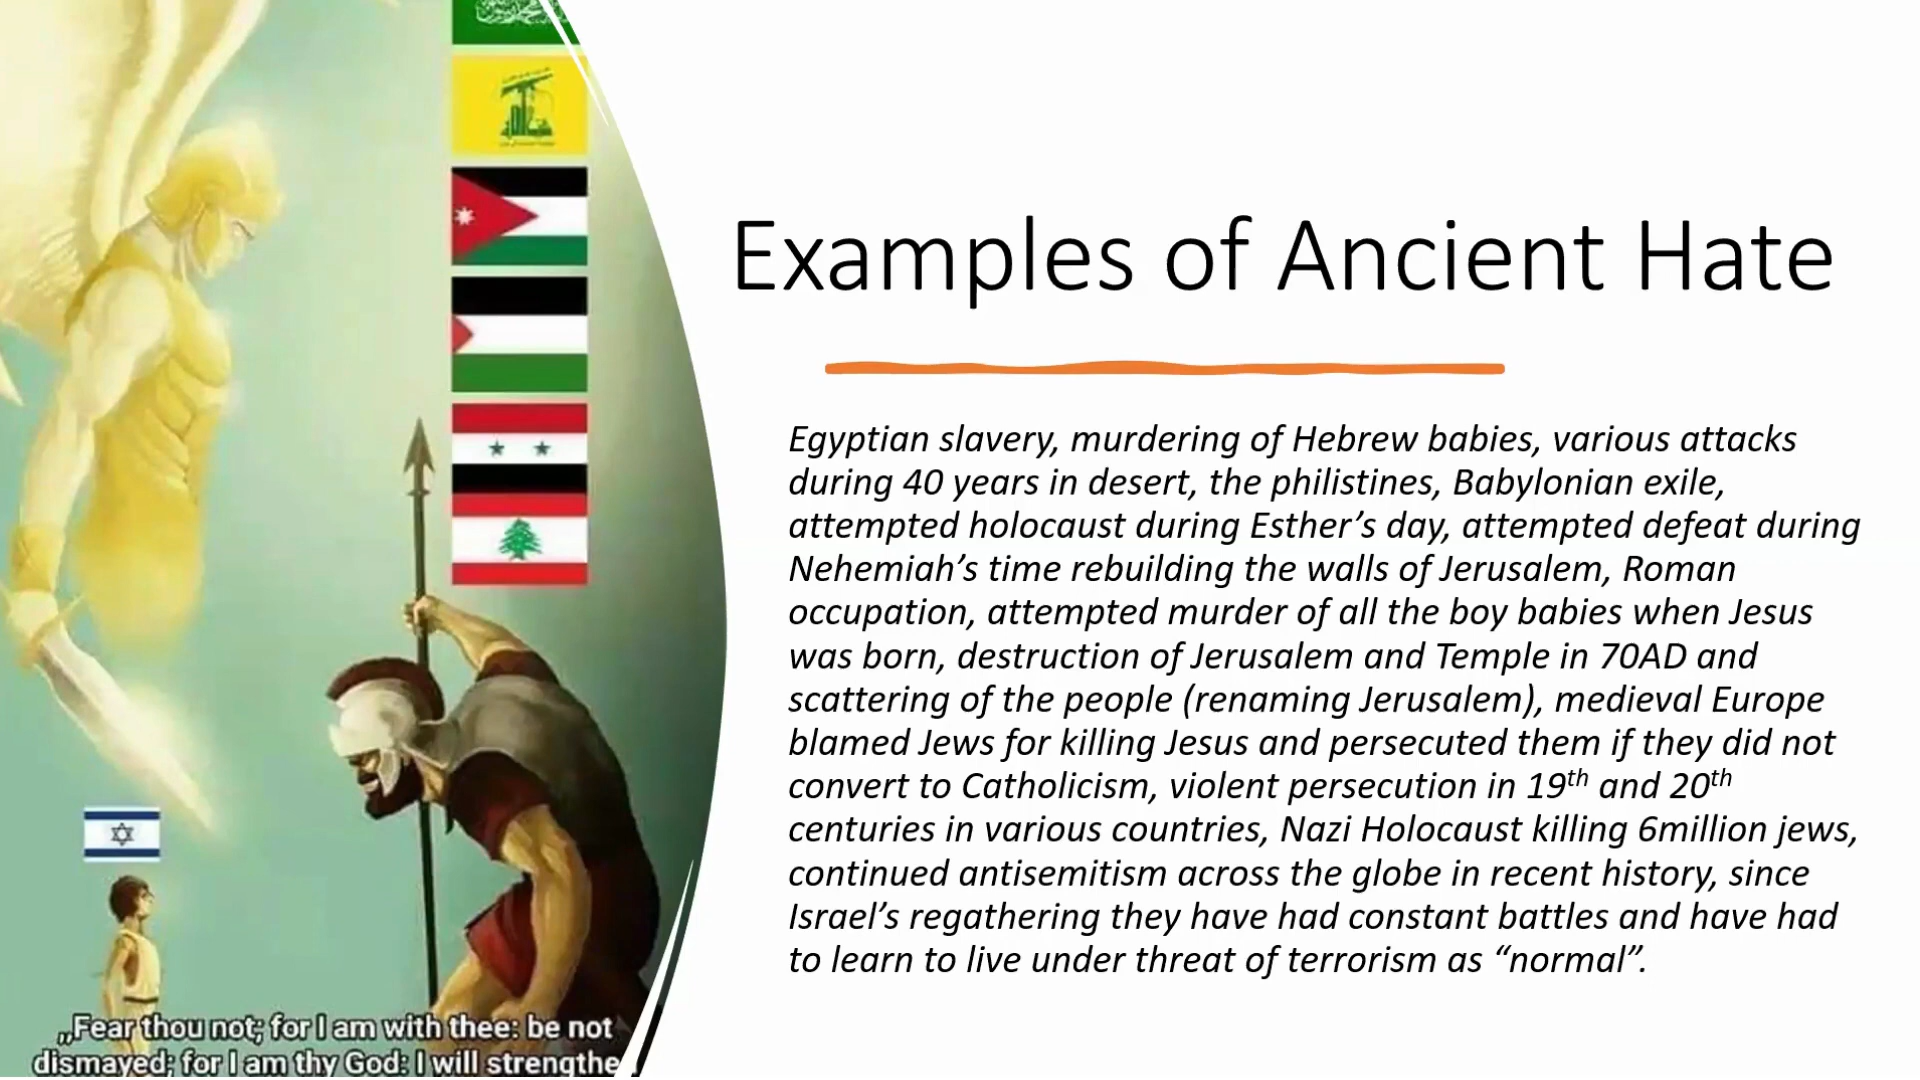 Examples of Ancient Hate
Egyptian slavery, murdering of Hebrew babies, various attacks
during 40 years in desert, the philistines, Babylonian exile,
attempted holocaust during Esther’s day, attempted defeat during
Nehemiah’s time rebuilding the walls of Jerusalem, Roman
occupation, attempted murder of all the boy babies when Jesus
was born, destruction of Jerusalem and Temple in 70AD and
scattering of the people (renaming Jerusalem), medieval Europe
blamed Jews for killing Jesus and persecuted them if they did not
convert to Catholicism, violent persecution in 19th and 20th
centuries in various countries, Nazi Holocaust killing 6million jews,
continued antisemitism across the globe in recent history, since
Israel’s regathering they have had constant battles and have had
to learn to live under threat of terrorism as “normal”.
„Fear thou not; for I am with thee: be not
dismayed; for I am thy God: I will strengthe